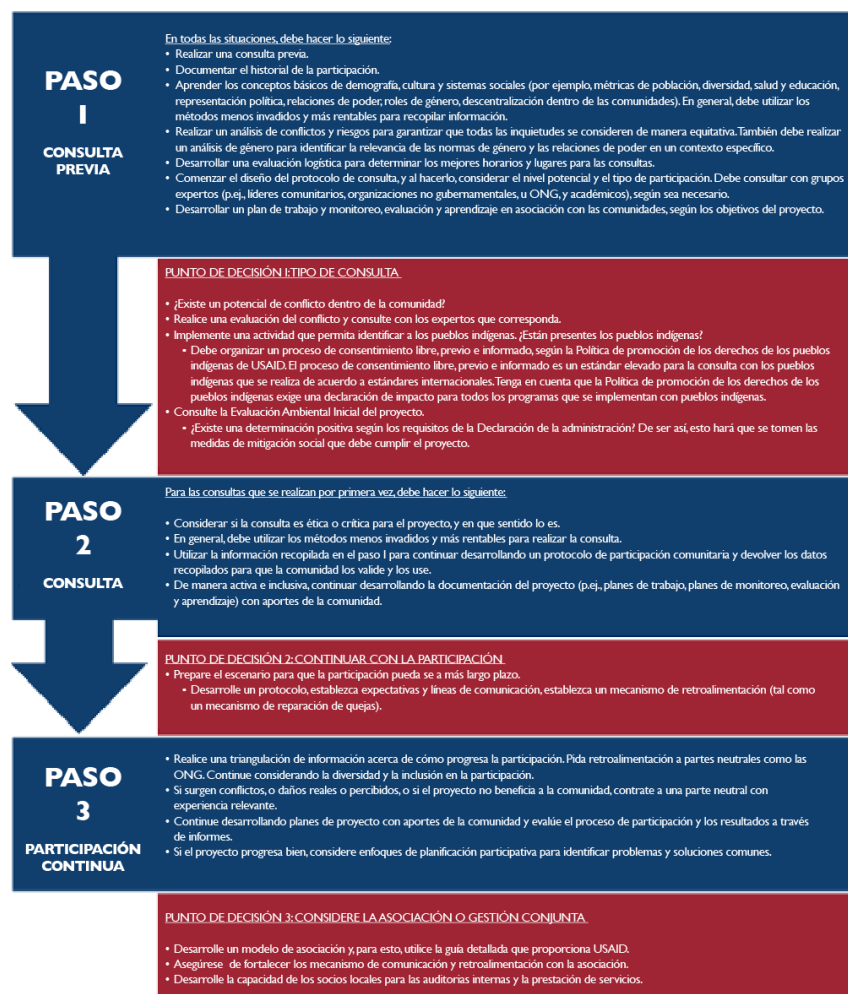 PASO
1
CONSULTA
PREVIA
En todas las situaciones, debe hacer lo siguiente:
• Realizar una consulta previa.
• Documentar el historial de la participación.
• Aprender los conceptos básicos de demografía, cultura y sistemas sociales (por ejemplo, métricas de población, diversidad, salud y educación,
representación política, relaciones de poder, roles de género, descentralización dentro de las comunidades). En general, debe utilizar los
métodos menos invadidos y más rentables para recopilar información.
• Realizar un análisis de conflictos y riesgos para garantizar que todas las inquietudes se consideren de manera equitativa. También debe realizar
un análisis de género para identificar la relevancia de las normas de género y las relaciones de poder en un contexto específico.
• Desarrollar una evaluación logística para determinar los mejores horarios y lugares para las consultas.
• Comenzar el diseño del protocolo de consulta, y al hacerlo, considerar el nivel potencial y el tipo de participación. Debe consultar con grupos
expertos (p.ej., líderes comunitarios, organizaciones no gubernamentales, u ONG, y académicos), según sea necesario.
• Desarrollar un plan de trabajo y monitoreo, evaluación y aprendizaje en asociación con las comunidades, según los objetivos del proyecto.
PUNTO DE DECISIÓN 1: TIPO DE CONSULTA
• ¿Existe un potencial de conflicto dentro de la comunidad?
• Realice una evaluación del conflicto y consulte con los expertos que corresponda.
• Implemente una actividad que permita identificar a los pueblos indígenas. ¿Están presentes los pueblos indígenas?
• Debe organizar un proceso de consentimiento libre, previo e informado, según la Política de promoción de los derechos de los pueblos
indígenas de USAID. El proceso de consentimiento libre, previo e informado es un estándar elevado para la consulta con los pueblos
indígenas que se realiza de acuerdo a estándares internacionales. Tenga en cuenta que la Política de promoción de los derechos de los
pueblos indígenas exige una declaración de impacto para todos los programas que se implementan con pueblos indígenas.
• Consulte la Evaluación Ambiental Inicial del proyecto.
• ¿Existe una determinación positiva según los requisitos de la Declaración de la administración? De ser así, esto hará que se tomen las
medidas de mitigación social que debe cumplir el proyecto.
PASO
2
CONSULTA
Para las consultas que se realizan por primera vez, debe hacer lo siguiente:
• Considerar si la consulta es ética o crítica para el proyecto, y en que sentido lo es.
• En general, debe utilizar los métodos menos invadidos y más rentables para realizar la consulta.
• Utilizar la información recopilada en el paso 1 para continuar desarrollando un protocolo de participación comunitaria y devolver los datos
recopilados para que la comunidad los valide y los use.
• De manera activa e inclusiva, continuar desarrollando la documentación del proyecto (p.ej., planes de trabajo, planes de monitoreo, evaluación
y aprendizaje) con aportes de la comunidad.
PUNTO DE DECISIÓN 2: CONTINUAR CON LA PARTICIPACIÓN
• Prepare el escenario para que la participación pueda se a más largo plazo.
• Desarrolle un protocolo, establezca expectativas y líneas de comunicación, establezca un mecanismo de retroalimentación (tal como
un mecanismo de reparación de quejas).
PASO
3
PARTICIPACIÓN
CONTINUA
• Realice una triangulación de información acerca de cómo progresa la participación. Pida retroalimentación a partes neutrales como las
ONG. Continue considerando la diversidad y la inclusión en la participación.
• Si surgen conflictos, o daños reales o percibidos, o si el proyecto no beneficia a la comunidad, contrate a una parte neutral con
experiencia relevante.
• Continue desarrollando planes de proyecto con aportes de la comunidad y evalúe el proceso de participación y los resultados a través
de informes.
• Si el proyecto progresa bien, considere enfoques de planificación participativa para identificar problemas y soluciones comunes.
PUNTO DE DECISIÓN 3: CONSIDERE LA ASOCIACIÓN O GESTIÓN CONJUNTA
• Desarrolle un modelo de asociación y, para esto, utilice la guía detallada que proporciona USAID.
• Asegúrese de fortalecer los mecanismo de comunicación y retroalimentación con la asociación.
• Desarrolle la capacidad de los socios locales para las auditorias internas y la prestación de servicios.